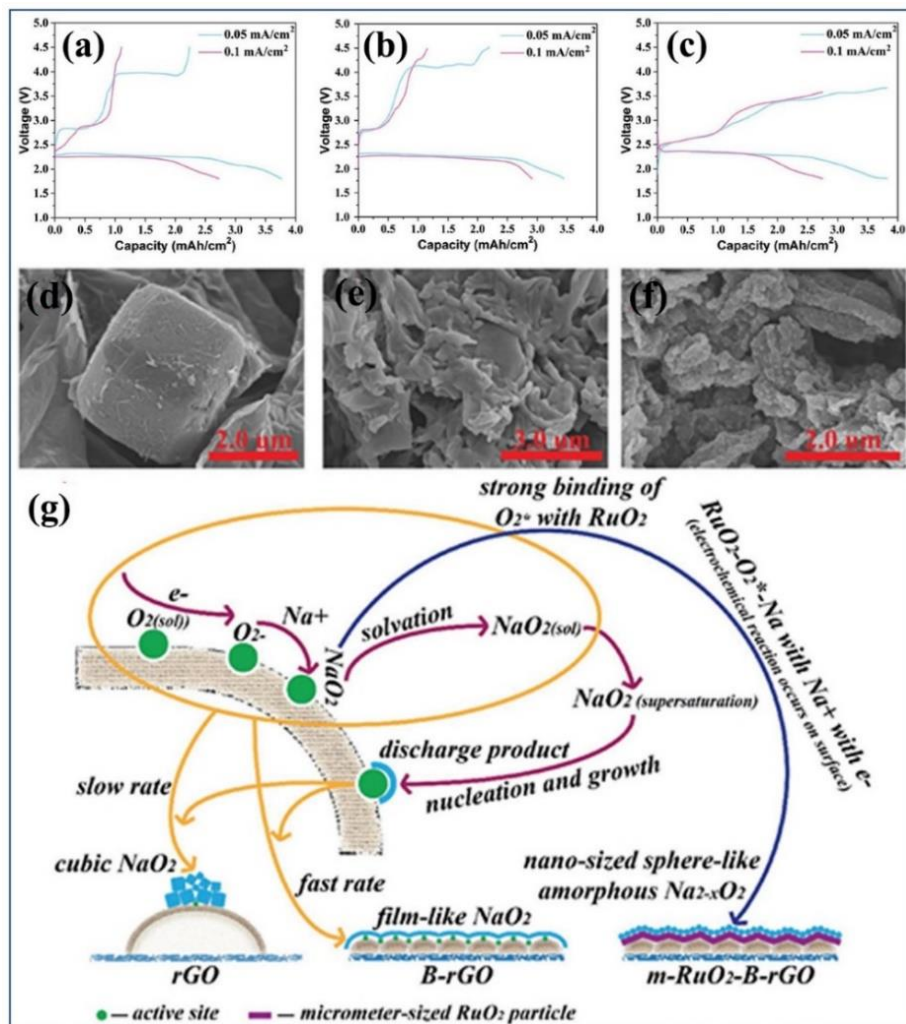 (a)
0.05 mA/cm²
0.1 mA/cm²
Voltage (V)
5.0
4.5
4.0
3.5
3.0
2.5
2.0
1.5
1.0
0.0 0.5 1.0 1.5 2.0 2.5 3.0 3.5 4.0
Capacity (mAh/cm²)
(b)
0.05 mA/cm²
0.1 mA/cm²
Voltage (V)
5.0
4.5
4.0
3.5
3.0
2.5
2.0
1.5
1.0
0.0 0.5 1.0 1.5 2.0 2.5 3.0 3.5 4.0
Capacity (mAh/cm²)
(c)
0.05 mA/cm²
0.1 mA/cm²
Voltage (V)
5.0
4.5
4.0
3.5
3.0
2.5
2.0
1.5
1.0
0.0 0.5 1.0 1.5 2.0 2.5 3.0 3.5 4.0
Capacity (mAh/cm²)
(d)
2.0 um
(e)
3.0 um
(f)
2.0 um
(g)
strong binding of
O₂* with RuO₂
RuO₂-O₂*-Na with Na+ with e-
(electrochemical reaction occurs on surface)
e-
O₂(sol))
O₂-
Na+
NaO₂
solvation
NaO₂(sol)
NaO₂ (supersaturation)
discharge product
nucleation and growth
slow rate
cubic NaO₂
fast rate
film-like NaO₂
nano-sized sphere-like
amorphous Na₂-ₓO₂
rGO
B-rGO
m-RuO₂-B-rGO
— active site
— micrometer-sized RuO₂ particle